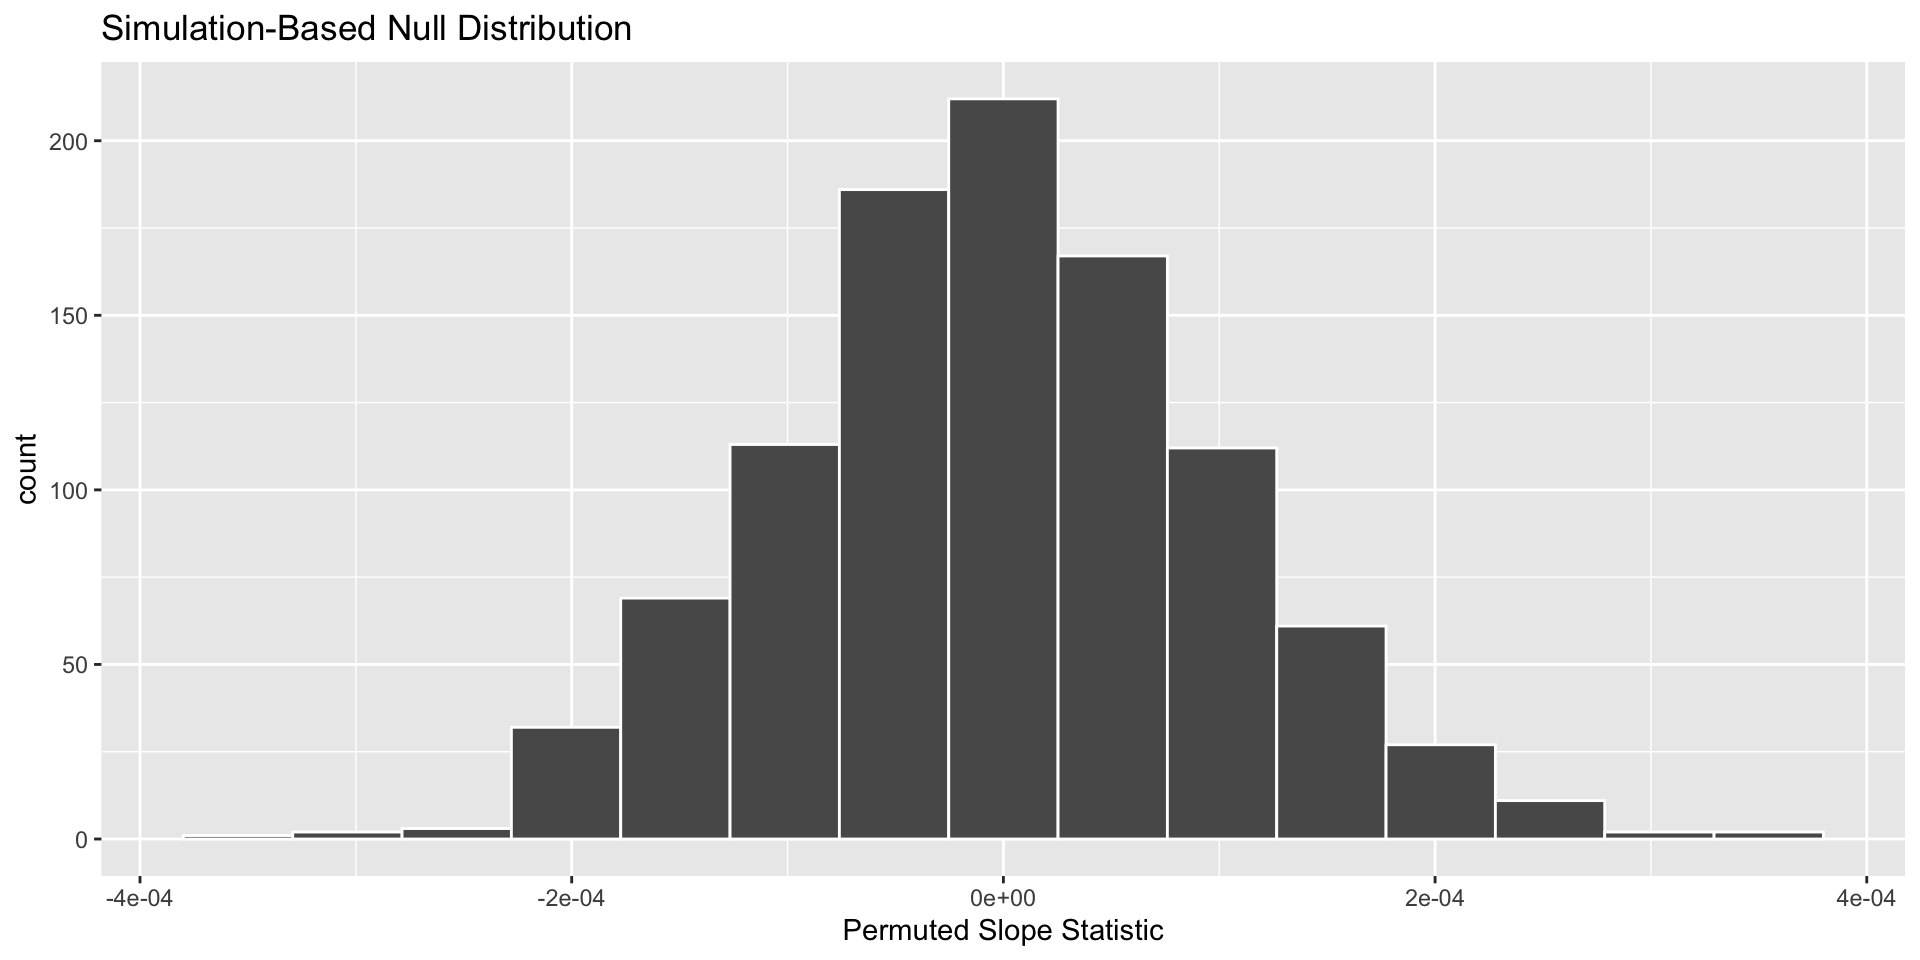 Simulation-Based Null Distribution
200
150
100
50
0
count
-4e-04
-2e-04
0e+00
2e-04
4e-04
Permuted Slope Statistic